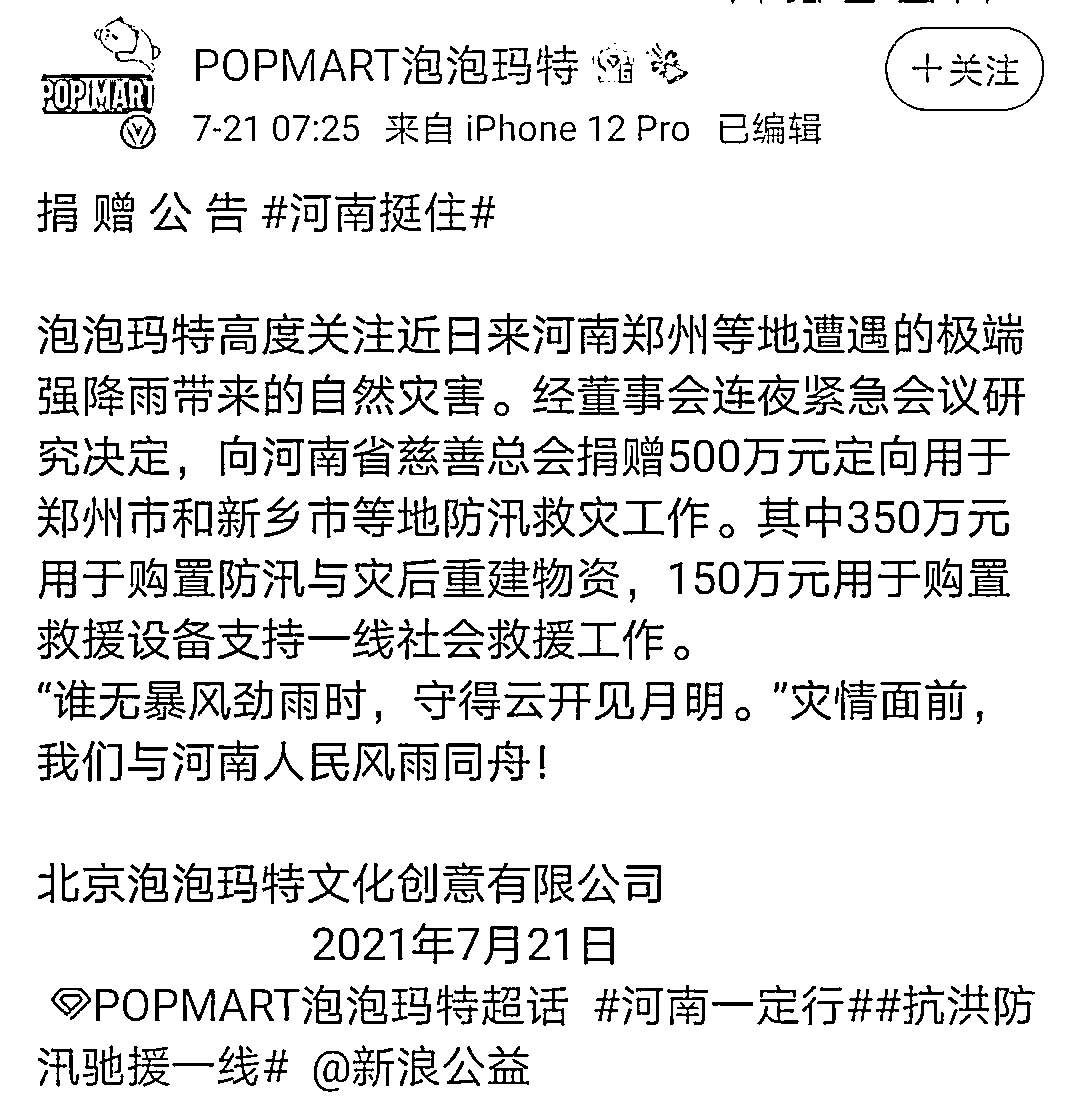 POPMART泡泡玛特
POP MART
+关注
7-21 07:25 来自 iPhone 12 Pro 已编辑
捐 赠 公 告 #河南挺住#
泡泡玛特高度关注近日来河南郑州等地遭遇的极端
强降雨带来的自然灾害。经董事会连夜紧急会议研
究决定，向河南省慈善总会捐赠500万元定向用于
郑州市和新乡市等地防汛救灾工作。其中350万元
用于购置防汛与灾后重建物资，150万元用于购置
救援设备支持一线社会救援工作。
“谁无暴风劲雨时，守得云开见月明。”灾情面前，
我们与河南人民风雨同舟！
北京泡泡玛特文化创意有限公司
2021年7月21日
POPMART泡泡玛特超话 #河南一定行##抗洪防
汛驰援一线# @新浪公益